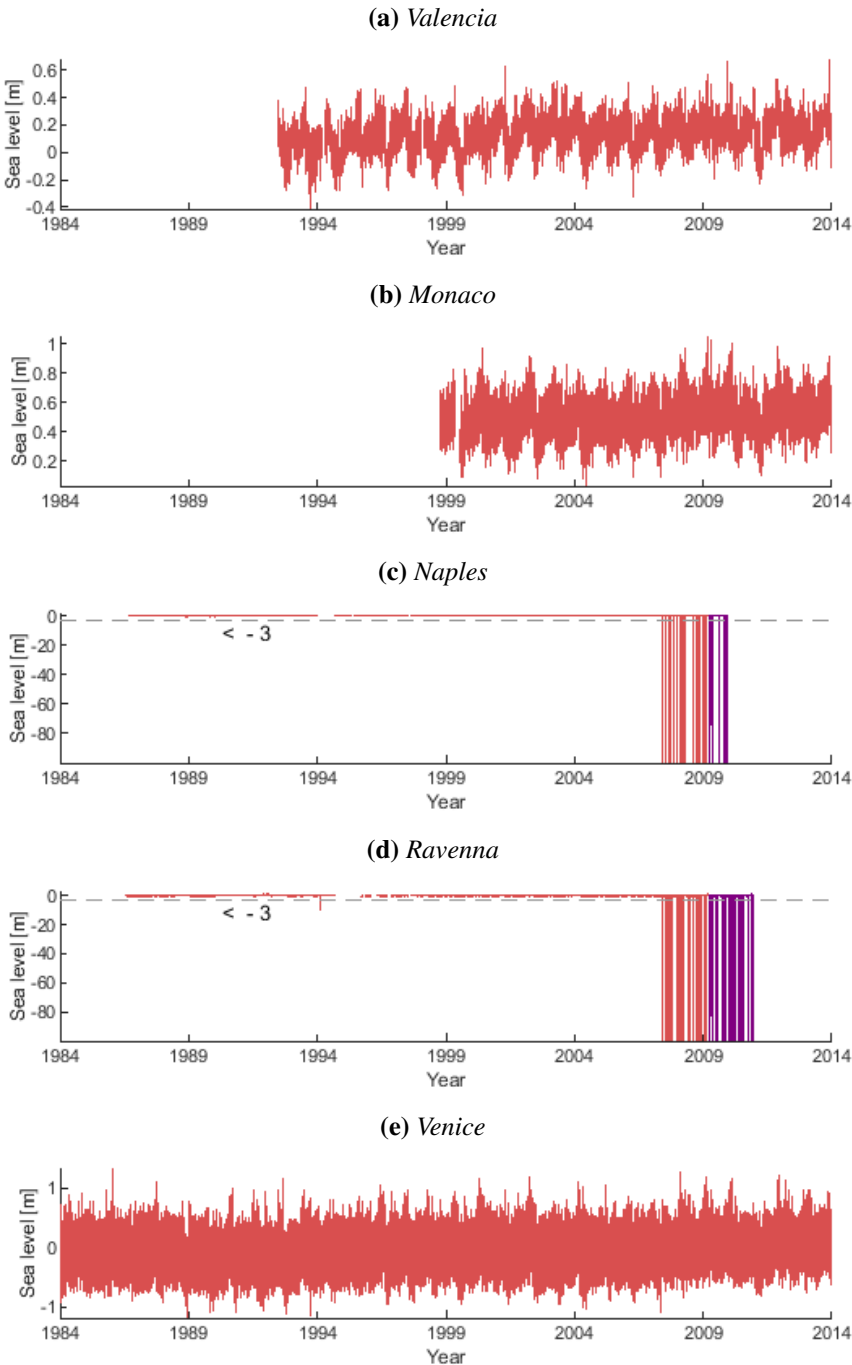 (a) Valencia
Sea level [m]
0.6
0.4
0.2
0
-0.2
-0.4
1984 1989 1994 1999 2004 2009 2014
Year
(b) Monaco
Sea level [m]
1
0.8
0.6
0.4
0.2
1984 1989 1994 1999 2004 2009 2014
Year
(c) Naples
Sea level [m]
0
-20
-40
-60
-80
< - 3
1984 1989 1994 1999 2004 2009 2014
Year
(d) Ravenna
Sea level [m]
0
-20
-40
-60
-80
< - 3
1984 1989 1994 1999 2004 2009 2014
Year
(e) Venice
Sea level [m]
1
0
-1
1984 1989 1994 1999 2004 2009 2014
Year